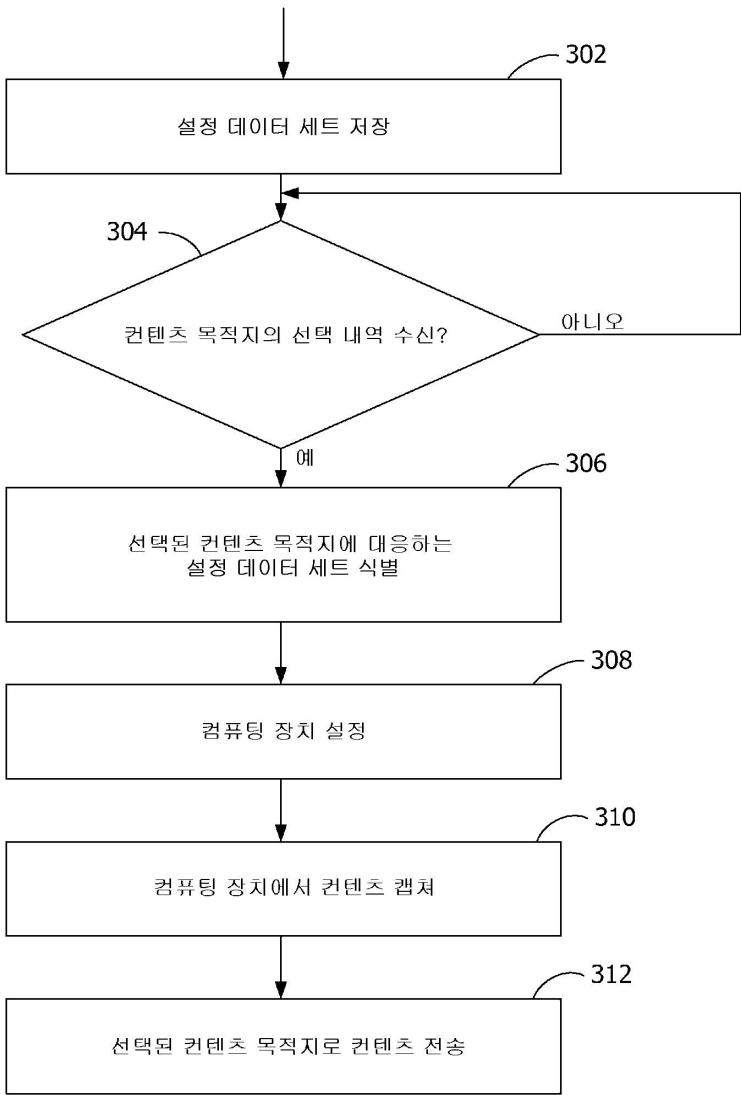 302
설정 데이터 세트 저장
304
컨텐츠 목적지의 선택 내역 수신?
아니오
예
306
선택된 컨텐츠 목적지에 대응하는
설정 데이터 세트 식별
308
컴퓨팅 장치 설정
310
컴퓨팅 장치에서 컨텐츠 캡쳐
312
선택된 컨텐츠 목적지로 컨텐츠 전송